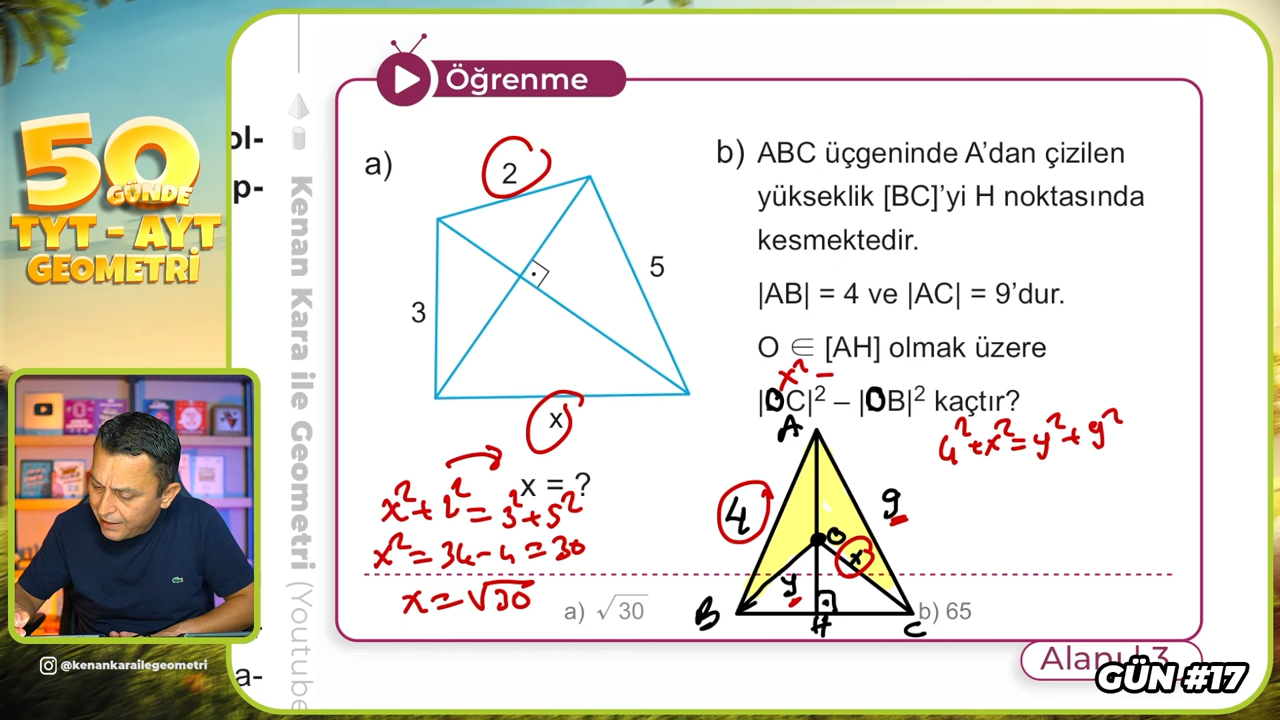 50
GÜNDE
TYT - AYT
GEOMETRİ
ol-
p-
a-
Kenan Kara ile Geometri (Youtube
Öğrenme
a)
2
3
5
x
x = ?
x² + 2² = 3² + 5²
x² = 34 - 4 = 30
x = √30
a) √30
b) ABC üçgeninde A’dan çizilen
yükseklik [BC]’yi H noktasında
kesmektedir.
|AB| = 4 ve |AC| = 9’dur.
O ∈ [AH] olmak üzere
x² –
|OC|² – |OB|² kaçtır?
4² + x² = y² + 9²
A
4
9
O
x
y
B
H
C
b) 65
@kenankarailegeometri
GÜN #17